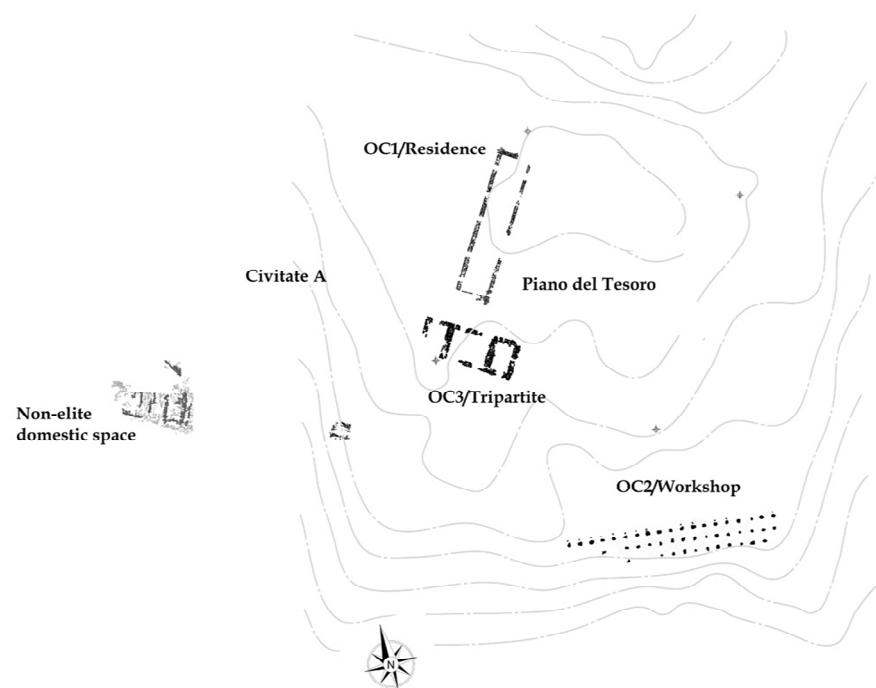 OC1/Residence
Civitate A
Piano del Tesoro
OC3/Tripartite
Non-elite
domestic space
OC2/Workshop
N